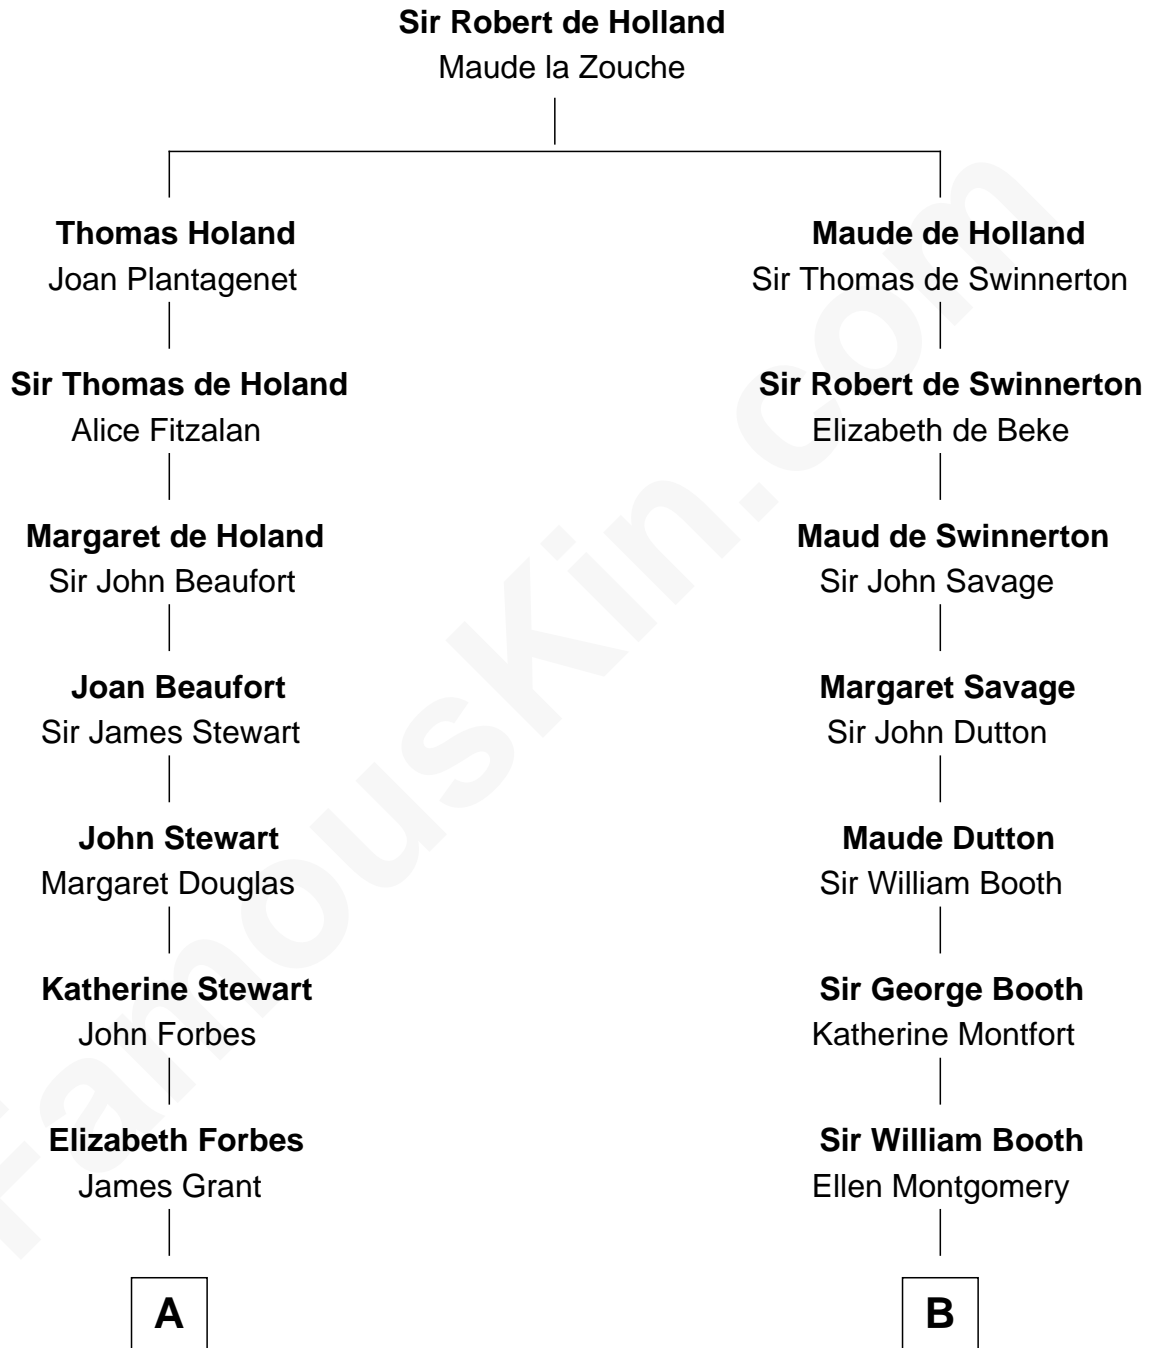 Sir Robert de Holland
Maude la Zouche
Thomas Holand
Joan Plantagenet
Sir Thomas de Holand
Alice Fitzalan
Margaret de Holand
Sir John Beaufort
Joan Beaufort
Sir James Stewart
John Stewart
Margaret Douglas
Katherine Stewart
John Forbes
Elizabeth Forbes
James Grant
A
Maude de Holland
Sir Thomas de Swinnerton
Sir Robert de Swinnerton
Elizabeth de Beke
Maud de Swinnerton
Sir John Savage
Margaret Savage
Sir John Dutton
Maude Dutton
Sir William Booth
Sir George Booth
Katherine Montfort
Sir William Booth
Ellen Montgomery
B
FamousKin.com